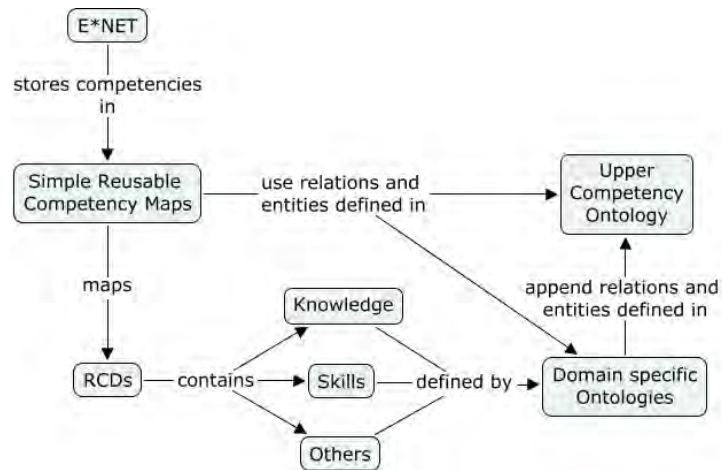 E*NET
stores competencies
in
Simple Reusable
Competency Maps
use relations and
entities defined in
Upper
Competency
Ontology
maps
append relations and
entities defined in
Knowledge
RCDs
contains
Skills
defined by
Domain specific
Ontologies
Others